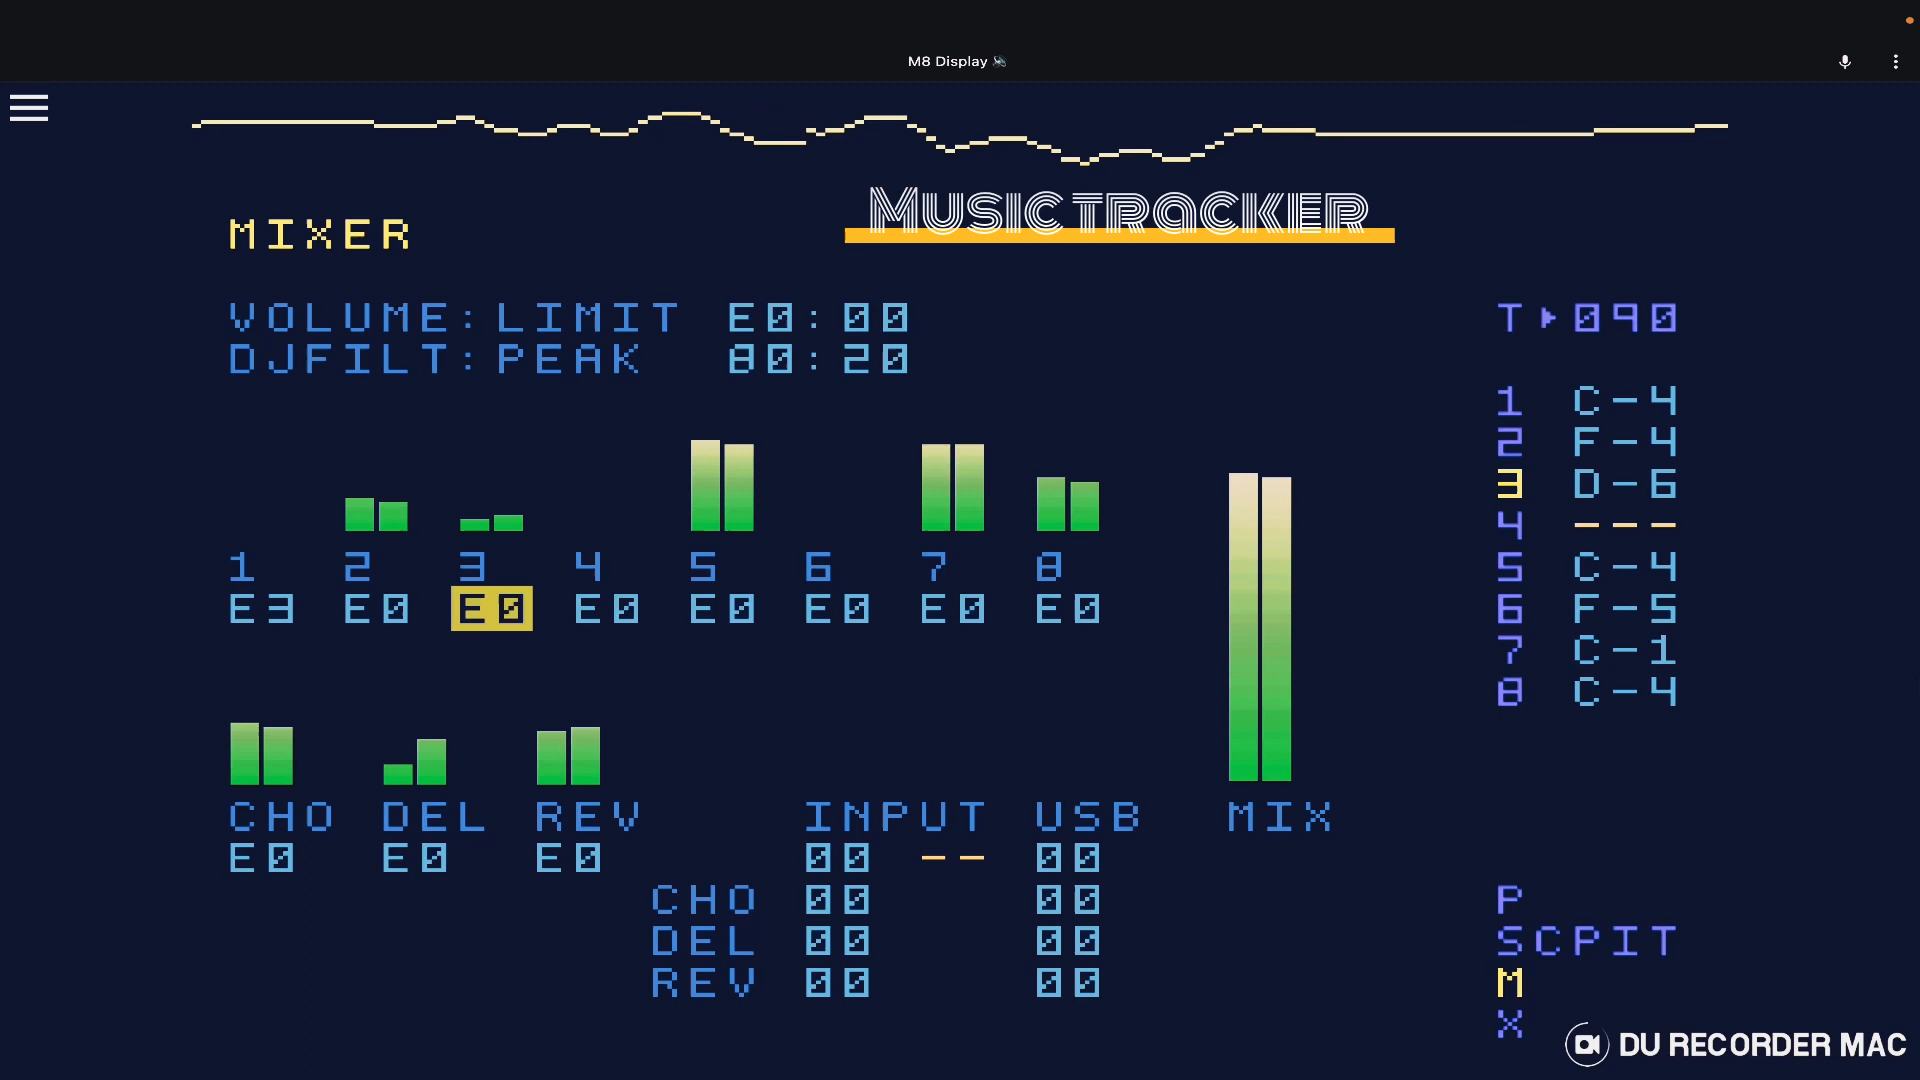 M8 Display
Music tracker
MIXER
VOLUME:LIMIT E0:00
DJFILT:PEAK 80:20
T▸090
1 C-4
2 F-4
3 D-6
4 ---
5 C-4
6 F-5
7 C-1
8 C-4
1 2 3 4 5 6 7 8
E3 E0 E0 E0 E0 E0 E0 E0
CHO DEL REV INPUT USB MIX
E0 E0 E0 00 -- 00
CHO 00 00
DEL 00 00
REV 00 00
P
SCPIT
M
X
DU RECORDER MAC